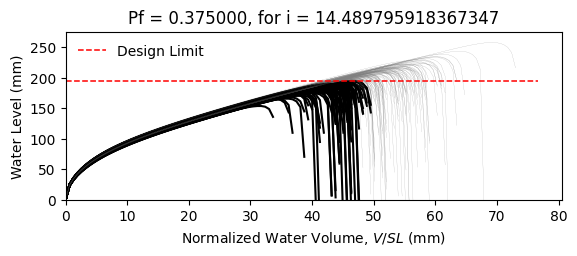 Pf = 0.375000, for i = 14.489795918367347
Design Limit
Water Level (mm)
250
200
150
100
50
0
0 10 20 30 40 50 60 70 80
Normalized Water Volume, V/SL (mm)